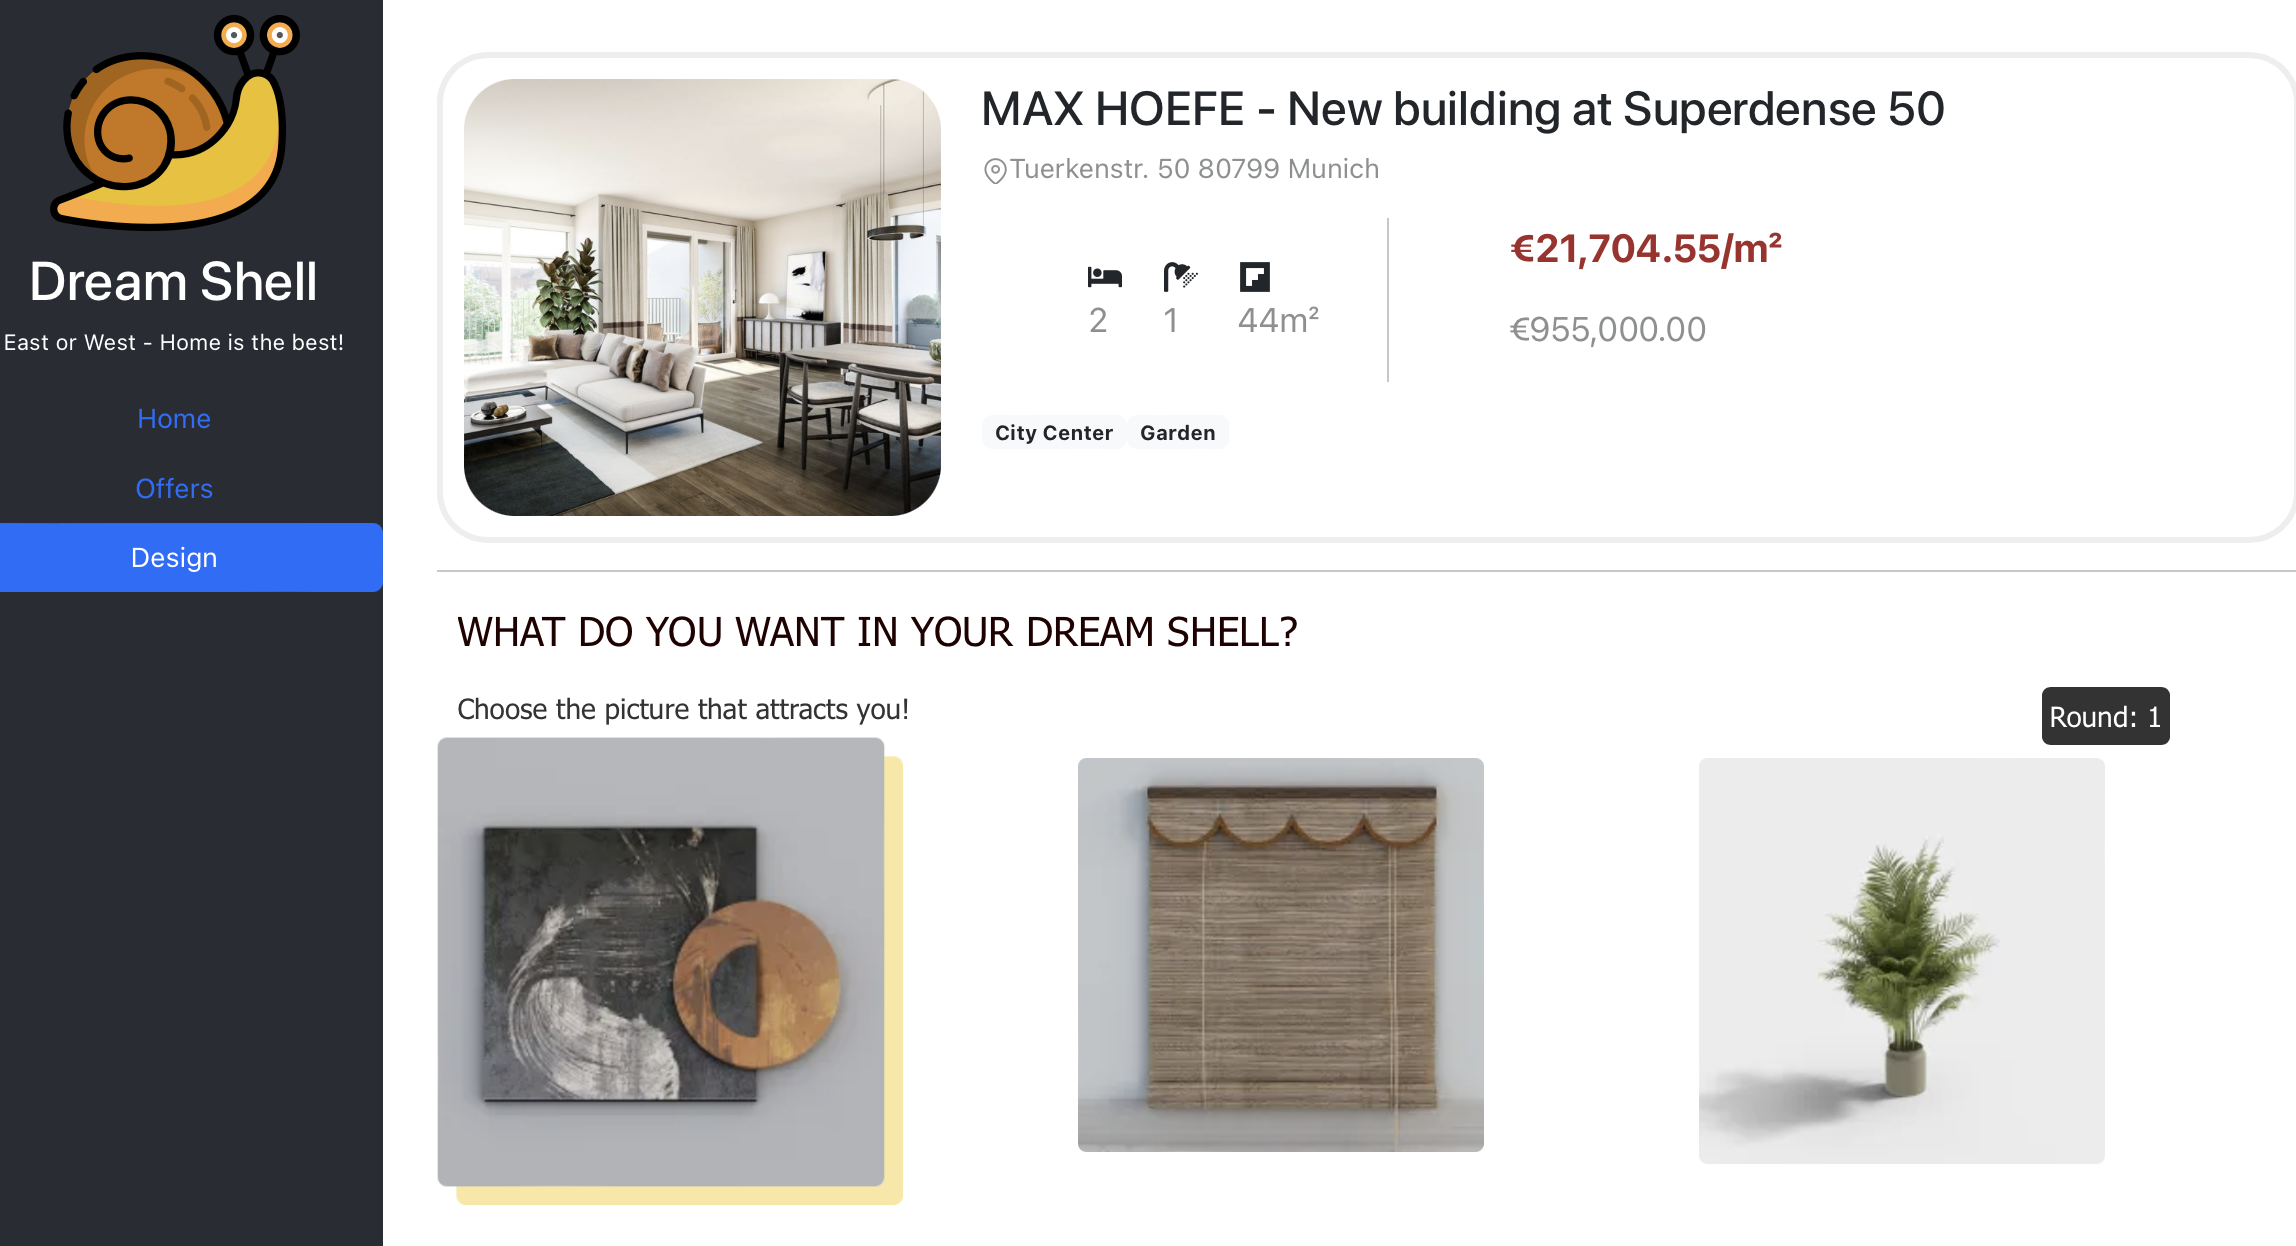 Dream Shell
East or West - Home is the best!
Home
Offers
Design
MAX HOEFE - New building at Superdense 50
Tuerkenstr. 50 80799 Munich
2 1 44m²
€21,704.55/m²
€955,000.00
City Center Garden
WHAT DO YOU WANT IN YOUR DREAM SHELL?
Choose the picture that attracts you!
Round: 1